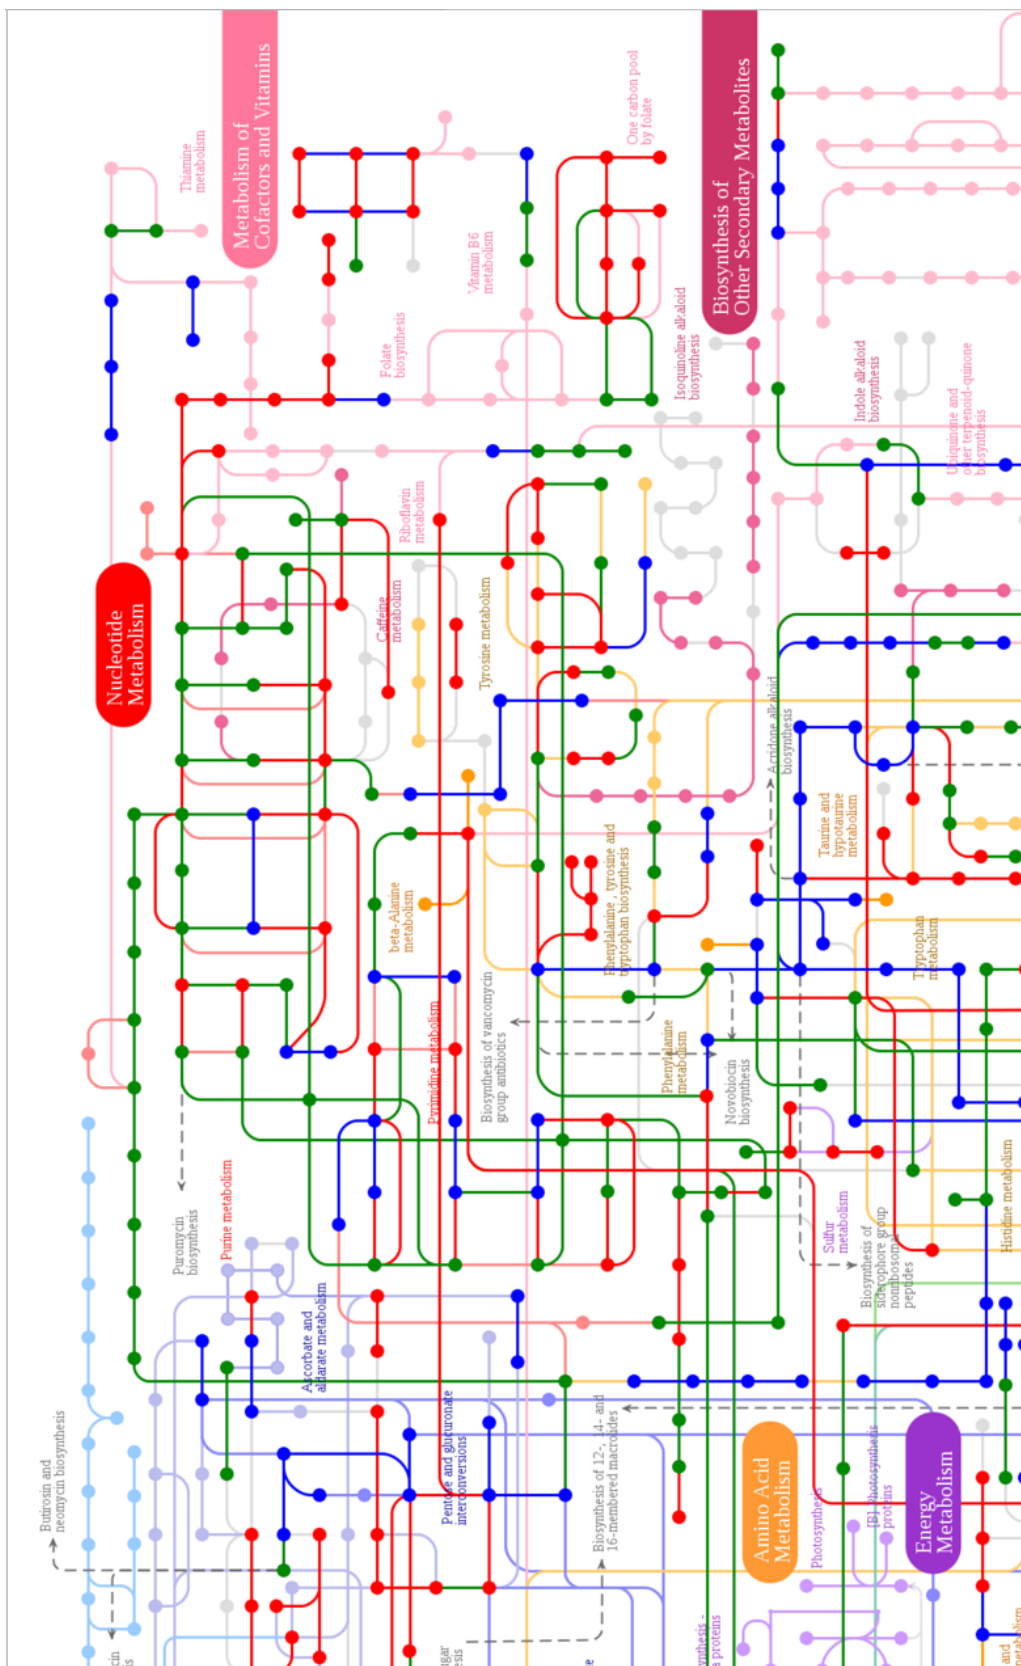 Thiamine
metabolism
Metabolism of
Cofactors and Vitamins
One carbon pool
by folate
Biosynthesis of
Other Secondary Metabolites
Vitamin B6
metabolism
Folate
biosynthesis
Isoquinoline alkaloid
biosynthesis
Indole alkaloid
biosynthesis
Ubiquinone and
other terpenoid-quinone
biosynthesis
Riboflavin
metabolism
Nucleotide
Metabolism
Caffeine
metabolism
Tyrosine metabolism
Acridone alkaloid
biosynthesis
Taurine and
hypotaurine
metabolism
beta-Alanine
metabolism
Phenylalanine, tyrosine and
tryptophan biosynthesis
Tryptophan
metabolism
Pyrimidine metabolism
Biosynthesis of vancomycin
group antibiotics
Phenylalanine
metabolism
Novobiocin
biosynthesis
Puromycin
biosynthesis
Purine metabolism
Sulfur
metabolism
Biosynthesis of
siderophore group
nonribosomal
peptides
Histidine metabolism
Ascorbate and
aldarate metabolism
Pentose and glucuronate
interconversions
Biosynthesis of 12-, 14- and
16-membered macrolides
Butirosin and
neomycin biosynthesis
Amino Acid
Metabolism
Photosynthesis
[B] Photosynthesis
proteins
Energy
Metabolism
and
metabolism